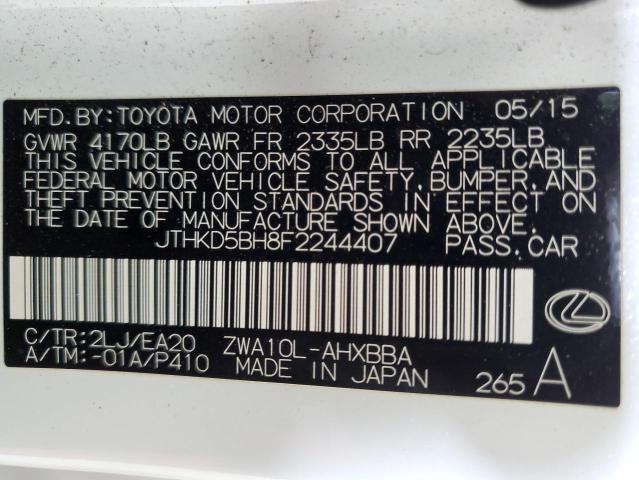 MFD.BY:TOYOTA MOTOR CORPORATION 05/15
GVWR 4170LB GAWR FR 2335LB RR 2235LB
THIS VEHICLE CONFORMS TO ALL APPLICABLE
FEDERAL MOTOR VEHICLE SAFETY,BUMPER,AND
THEFT PREVENTION STANDARDS IN EFFECT ON
THE DATE OF MANUFACTURE SHOWN ABOVE.
JTHKD5BH8F2244407 PASS.CAR
C/TR:2LJ/EA20 ZWA10L-AHXBBA
A/TM:-01A/P410 MADE IN JAPAN 265 A